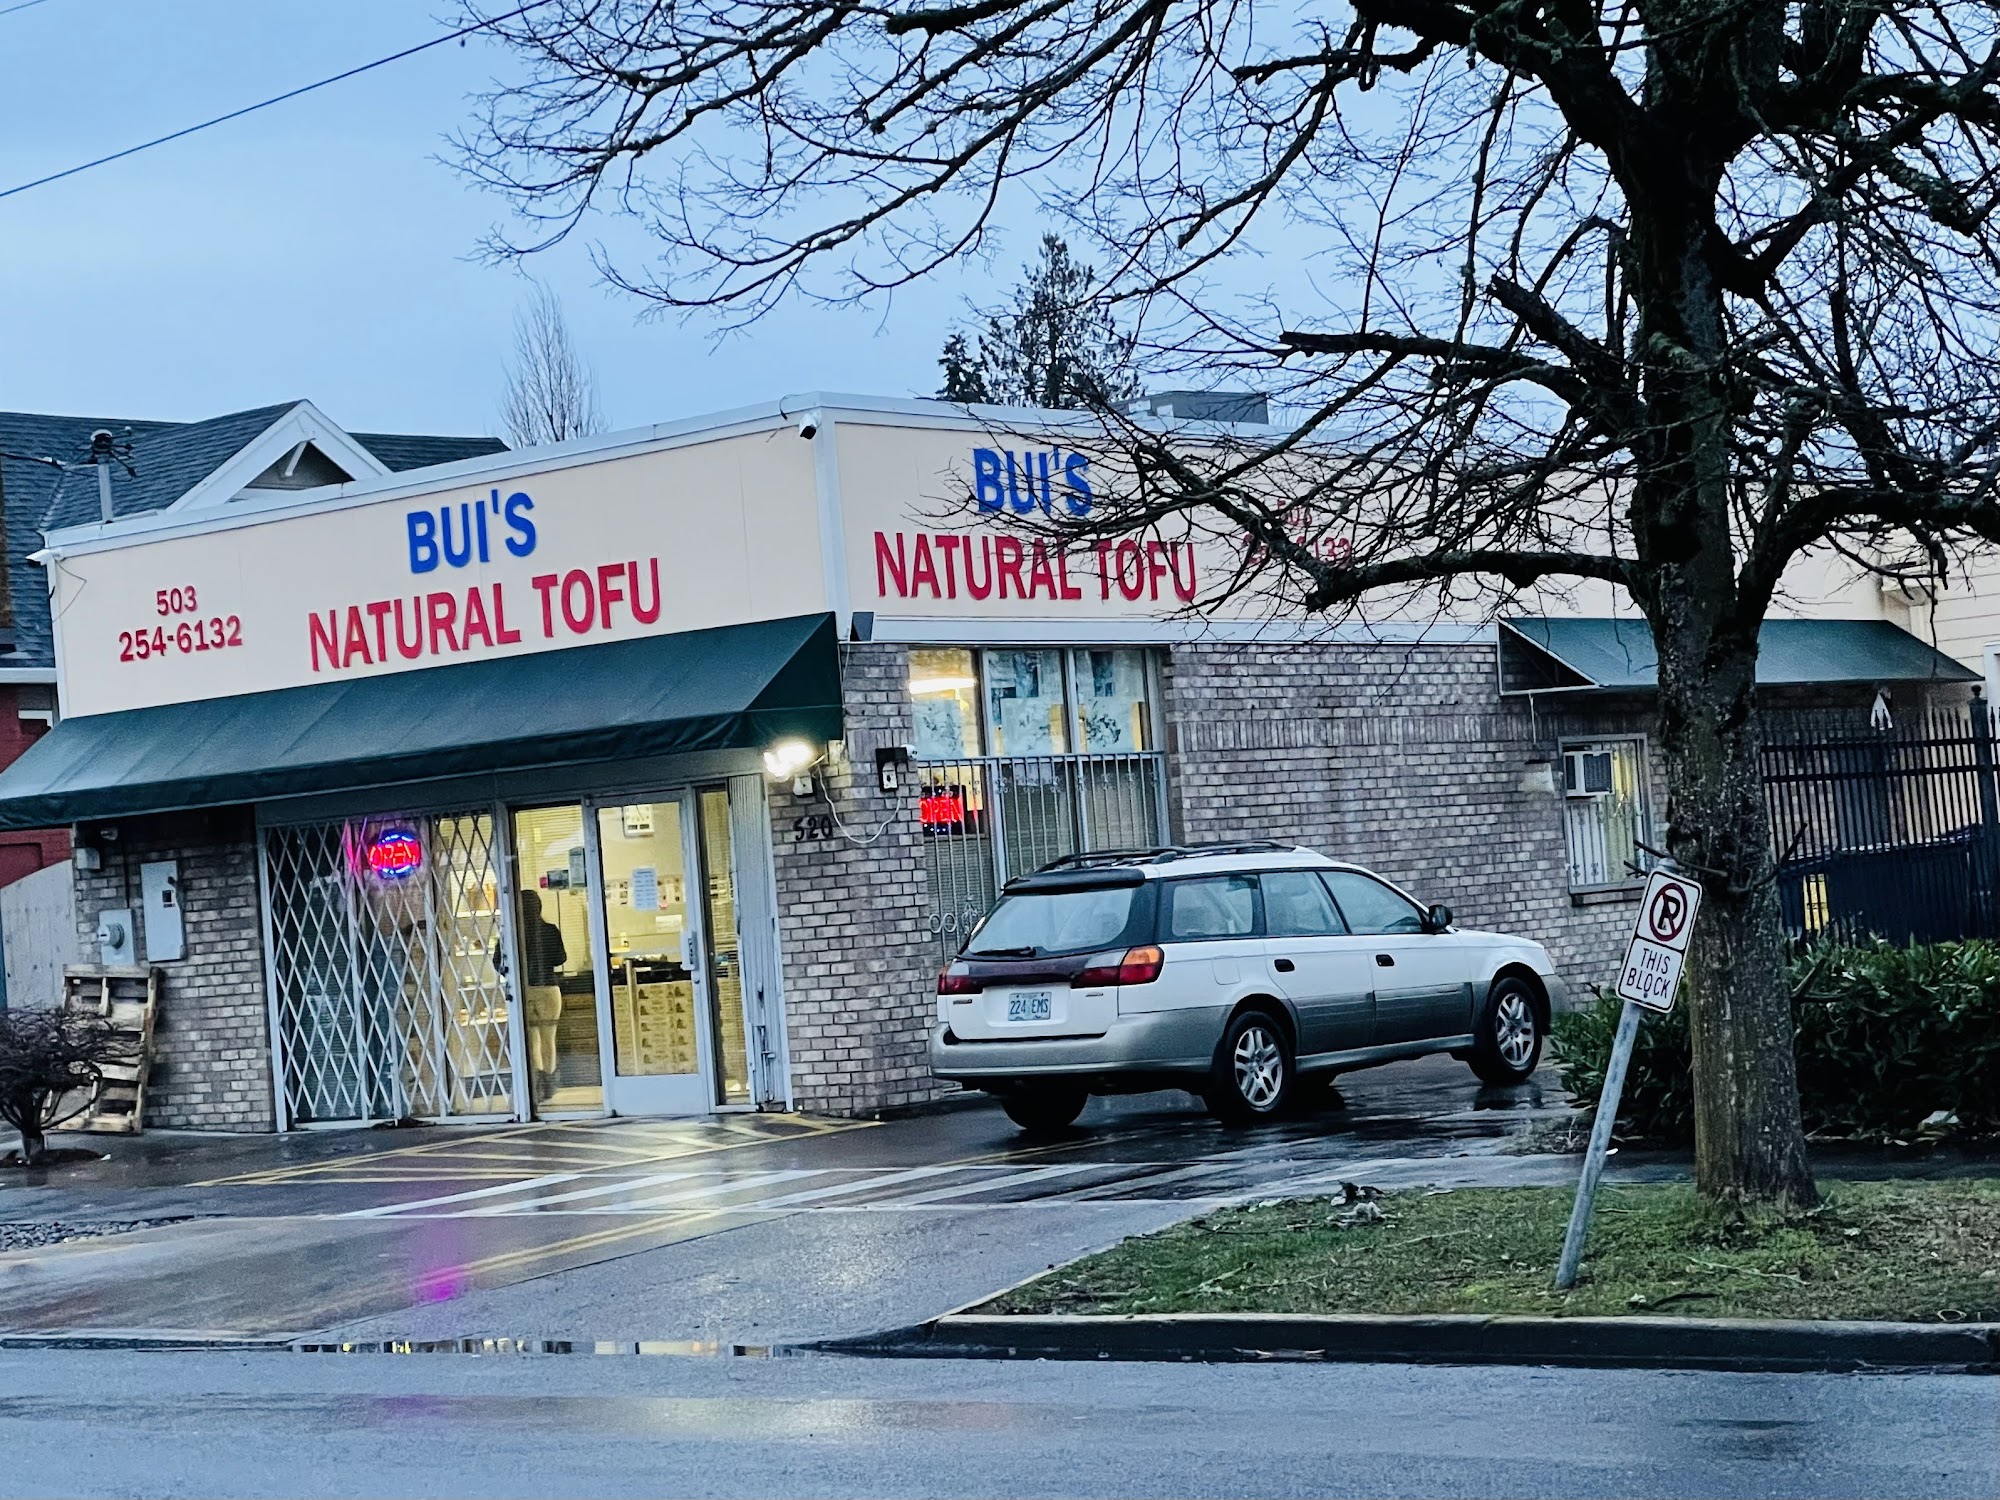 BUI'S
NATURAL TOFU
503
254-6132
BUI'S
NATURAL TOFU
OPEN
OPEN
520
224 EMS
THIS
BLOCK